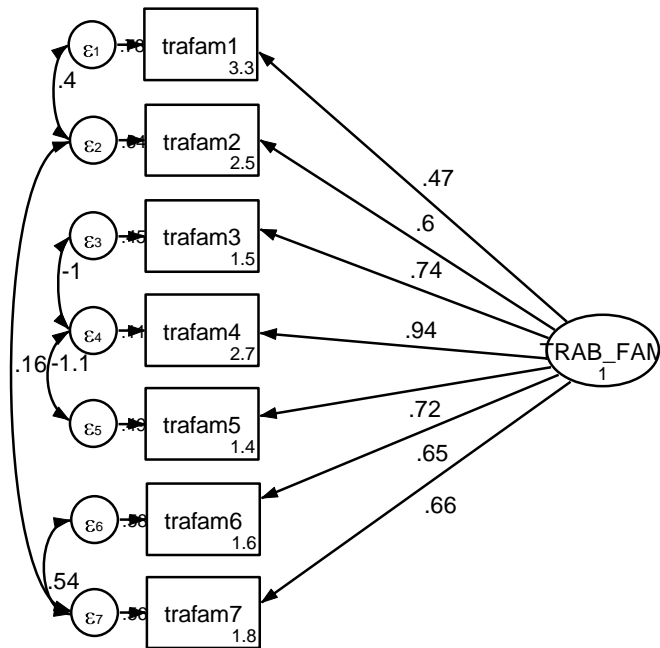 ε1
trafam1
3.3
.4
ε2
trafam2
2.5
.47
.6
ε3
trafam3
1.5
.74
-1
ε4
trafam4
2.7
.94
TRAB_FAM
1
.16
-1.1
ε5
trafam5
1.4
.72
.65
.66
ε6
trafam6
1.6
.54
ε7
trafam7
1.8